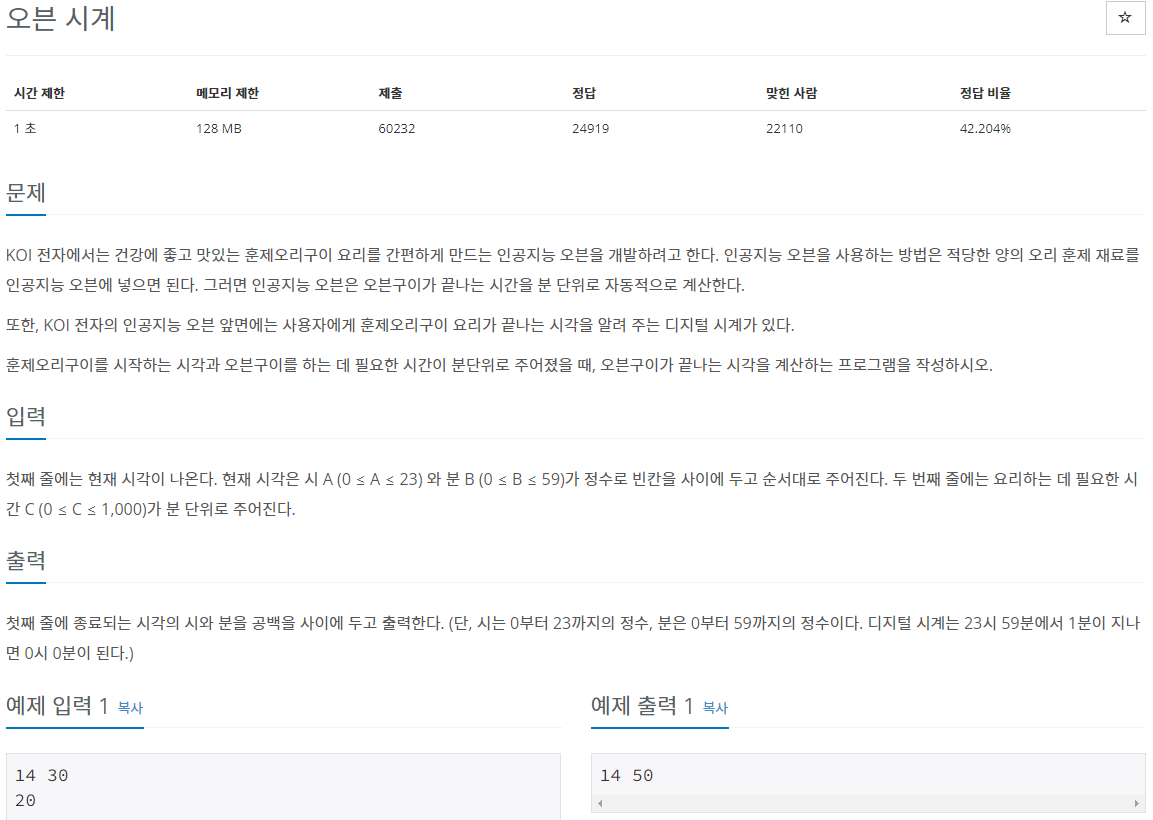 오븐 시계
☆
시간 제한 메모리 제한 제출 정답 맞힌 사람 정답 비율
1 초 128 MB 60232 24919 22110 42.204%
문제
KOI 전자에서는 건강에 좋고 맛있는 훈제오리구이 요리를 간편하게 만드는 인공지능 오븐을 개발하려고 한다. 인공지능 오븐을 사용하는 방법은 적당한 양의 오리 훈제 재료를
인공지능 오븐에 넣으면 된다. 그러면 인공지능 오븐은 오븐구이가 끝나는 시간을 분 단위로 자동적으로 계산한다.
또한, KOI 전자의 인공지능 오븐 앞면에는 사용자에게 훈제오리구이 요리가 끝나는 시각을 알려 주는 디지털 시계가 있다.
훈제오리구이를 시작하는 시각과 오븐구이를 하는 데 필요한 시간이 분단위로 주어졌을 때, 오븐구이가 끝나는 시각을 계산하는 프로그램을 작성하시오.
입력
첫째 줄에는 현재 시각이 나온다. 현재 시각은 시 A (0 ≤ A ≤ 23) 와 분 B (0 ≤ B ≤ 59)가 정수로 빈칸을 사이에 두고 순서대로 주어진다. 두 번째 줄에는 요리하는 데 필요한 시
간 C (0 ≤ C ≤ 1,000)가 분 단위로 주어진다.
출력
첫째 줄에 종료되는 시각의 시와 분을 공백을 사이에 두고 출력한다. (단, 시는 0부터 23까지의 정수, 분은 0부터 59까지의 정수이다. 디지털 시계는 23시 59분에서 1분이 지나
면 0시 0분이 된다.)
예제 입력 1 복사
14 30
20
예제 출력 1 복사
14 50